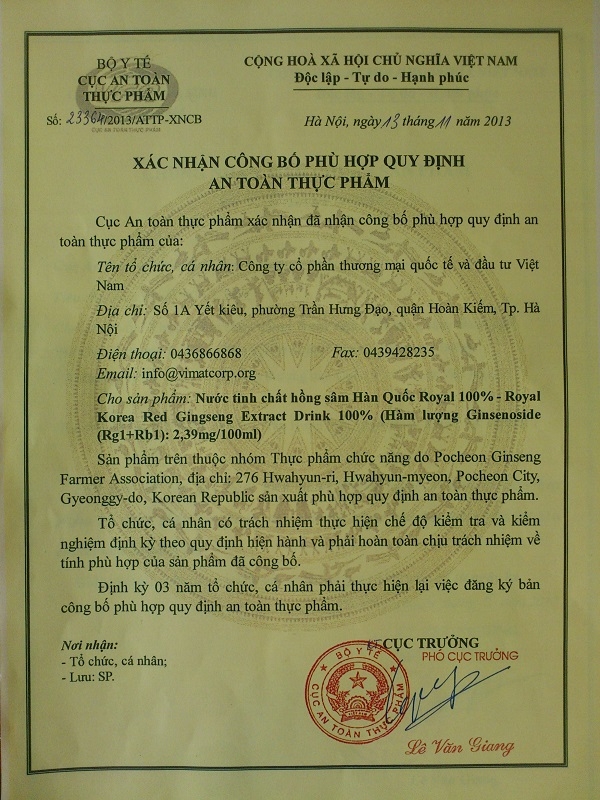 BỘ Y TẾ
CỤC AN TOÀN
THỰC PHẨM
Số: 23364/2013/ATTP-XNCB
CỤC AN TOÀN THỰC PHẨM
CỘNG HOÀ XÃ HỘI CHỦ NGHĨA VIỆT NAM
Độc lập - Tự do - Hạnh phúc
Hà Nội, ngày 13 tháng 11 năm 2013
XÁC NHẬN CÔNG BỐ PHÙ HỢP QUY ĐỊNH
AN TOÀN THỰC PHẨM
Cục An toàn thực phẩm xác nhận đã nhận công bố phù hợp quy định an
toàn thực phẩm của:
Tên tổ chức, cá nhân: Công ty cổ phần thương mại quốc tế và đầu tư Việt
Nam
Địa chỉ: Số 1A Yết kiêu, phường Trần Hưng Đạo, quận Hoàn Kiếm, Tp. Hà
Nội
Điện thoại: 0436866868 Fax: 0439428235
Email: info@vimatcorp.org
Cho sản phẩm: Nước tinh chất hồng sâm Hàn Quốc Royal 100% - Royal
Korea Red Gingseng Extract Drink 100% (Hàm lượng Ginsenoside
(Rg1+Rb1): 2,39mg/100ml)
Sản phẩm trên thuộc nhóm Thực phẩm chức năng do Pocheon Ginseng
Farmer Association, địa chỉ: 276 Hwahyun-ri, Hwahyun-myeon, Pocheon City,
Gyeonggy-do, Korean Republic sản xuất phù hợp quy định an toàn thực phẩm.
Tổ chức, cá nhân có trách nhiệm thực hiện chế độ kiểm tra và kiểm
nghiệm định kỳ theo quy định hiện hành và phải hoàn toàn chịu trách nhiệm về
tính phù hợp của sản phẩm đã công bố.
Định kỳ 03 năm tổ chức, cá nhân phải thực hiện lại việc đăng ký bản
công bố phù hợp quy định an toàn thực phẩm.
Nơi nhận:
- Tổ chức, cá nhân;
- Lưu: SP.
CỤC TRƯỞNG
PHÓ CỤC TRƯỞNG
BỘ Y TẾ
CỤC AN TOÀN THỰC PHẨM
Lê Văn Giang